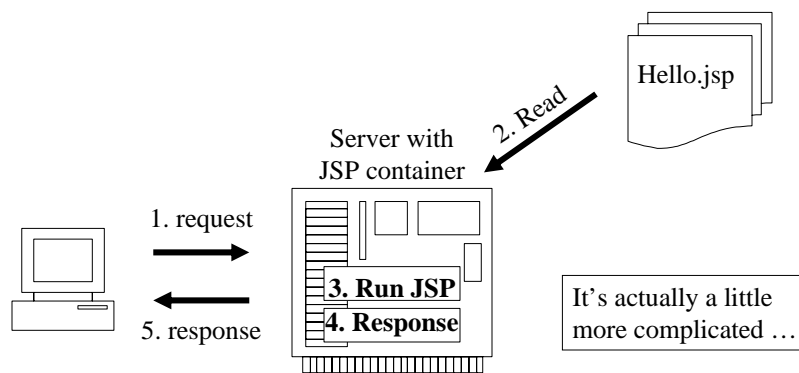 Hello.jsp
2. Read
Server with
JSP container
1. request
3. Run JSP
4. Response
5. response
It's actually a little
more complicated …